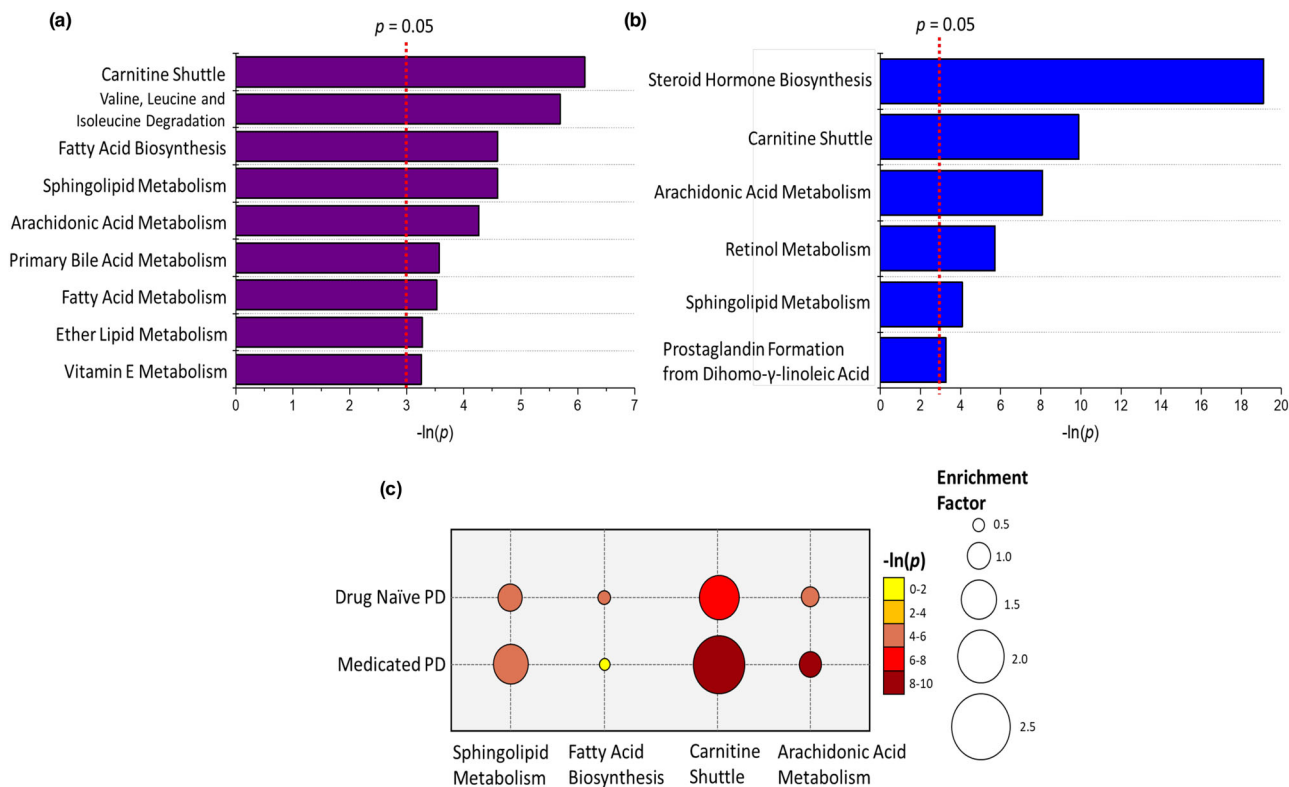 (a)
p = 0.05
Carnitine Shuttle
Valine, Leucine and
Isoleucine Degradation
Fatty Acid Biosynthesis
Sphingolipid Metabolism
Arachidonic Acid Metabolism
Primary Bile Acid Metabolism
Fatty Acid Metabolism
Ether Lipid Metabolism
Vitamin E Metabolism
0 1 2 3 4 5 6 7
-ln(p)
(b)
p = 0.05
Steroid Hormone Biosynthesis
Carnitine Shuttle
Arachidonic Acid Metabolism
Retinol Metabolism
Sphingolipid Metabolism
Prostaglandin Formation
from Dihomo-γ-linoleic Acid
0 2 4 6 8 10 12 14 16 18 20
-ln(p)
(c)
Drug Naïve PD
Medicated PD
Sphingolipid
Metabolism
Fatty Acid
Biosynthesis
Carnitine
Shuttle
Arachidonic Acid
Metabolism
-ln(p)
0-2
2-4
4-6
6-8
8-10
Enrichment
Factor
0.5
1.0
1.5
2.0
2.5